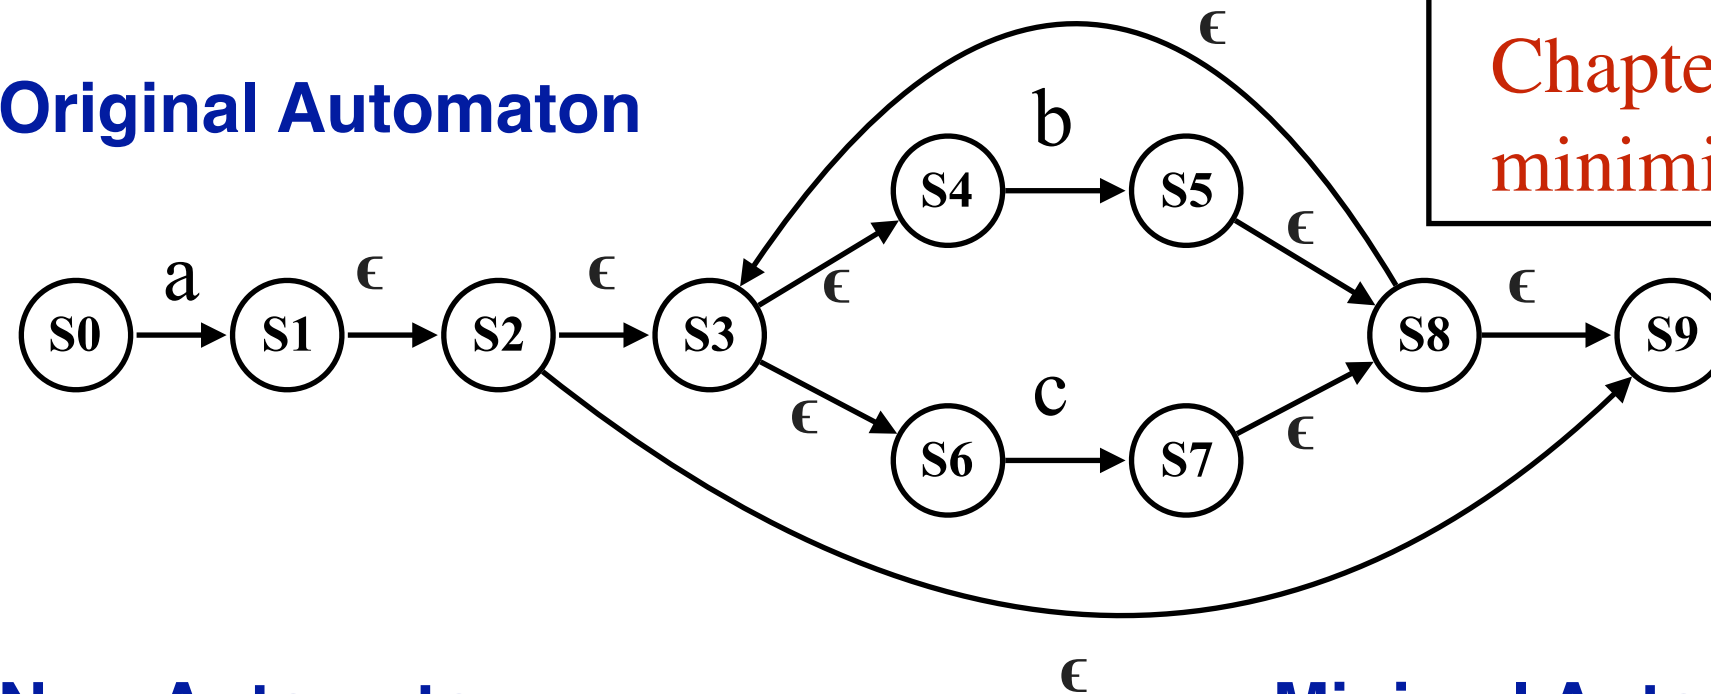 ϵ
Chapte
minimi
Original Automaton
b
S4
S5
ϵ
a
ϵ
ϵ
ϵ
ϵ
S0
S1
S2
S3
S8
S9
ϵ
c
ϵ
S6
S7
ϵ